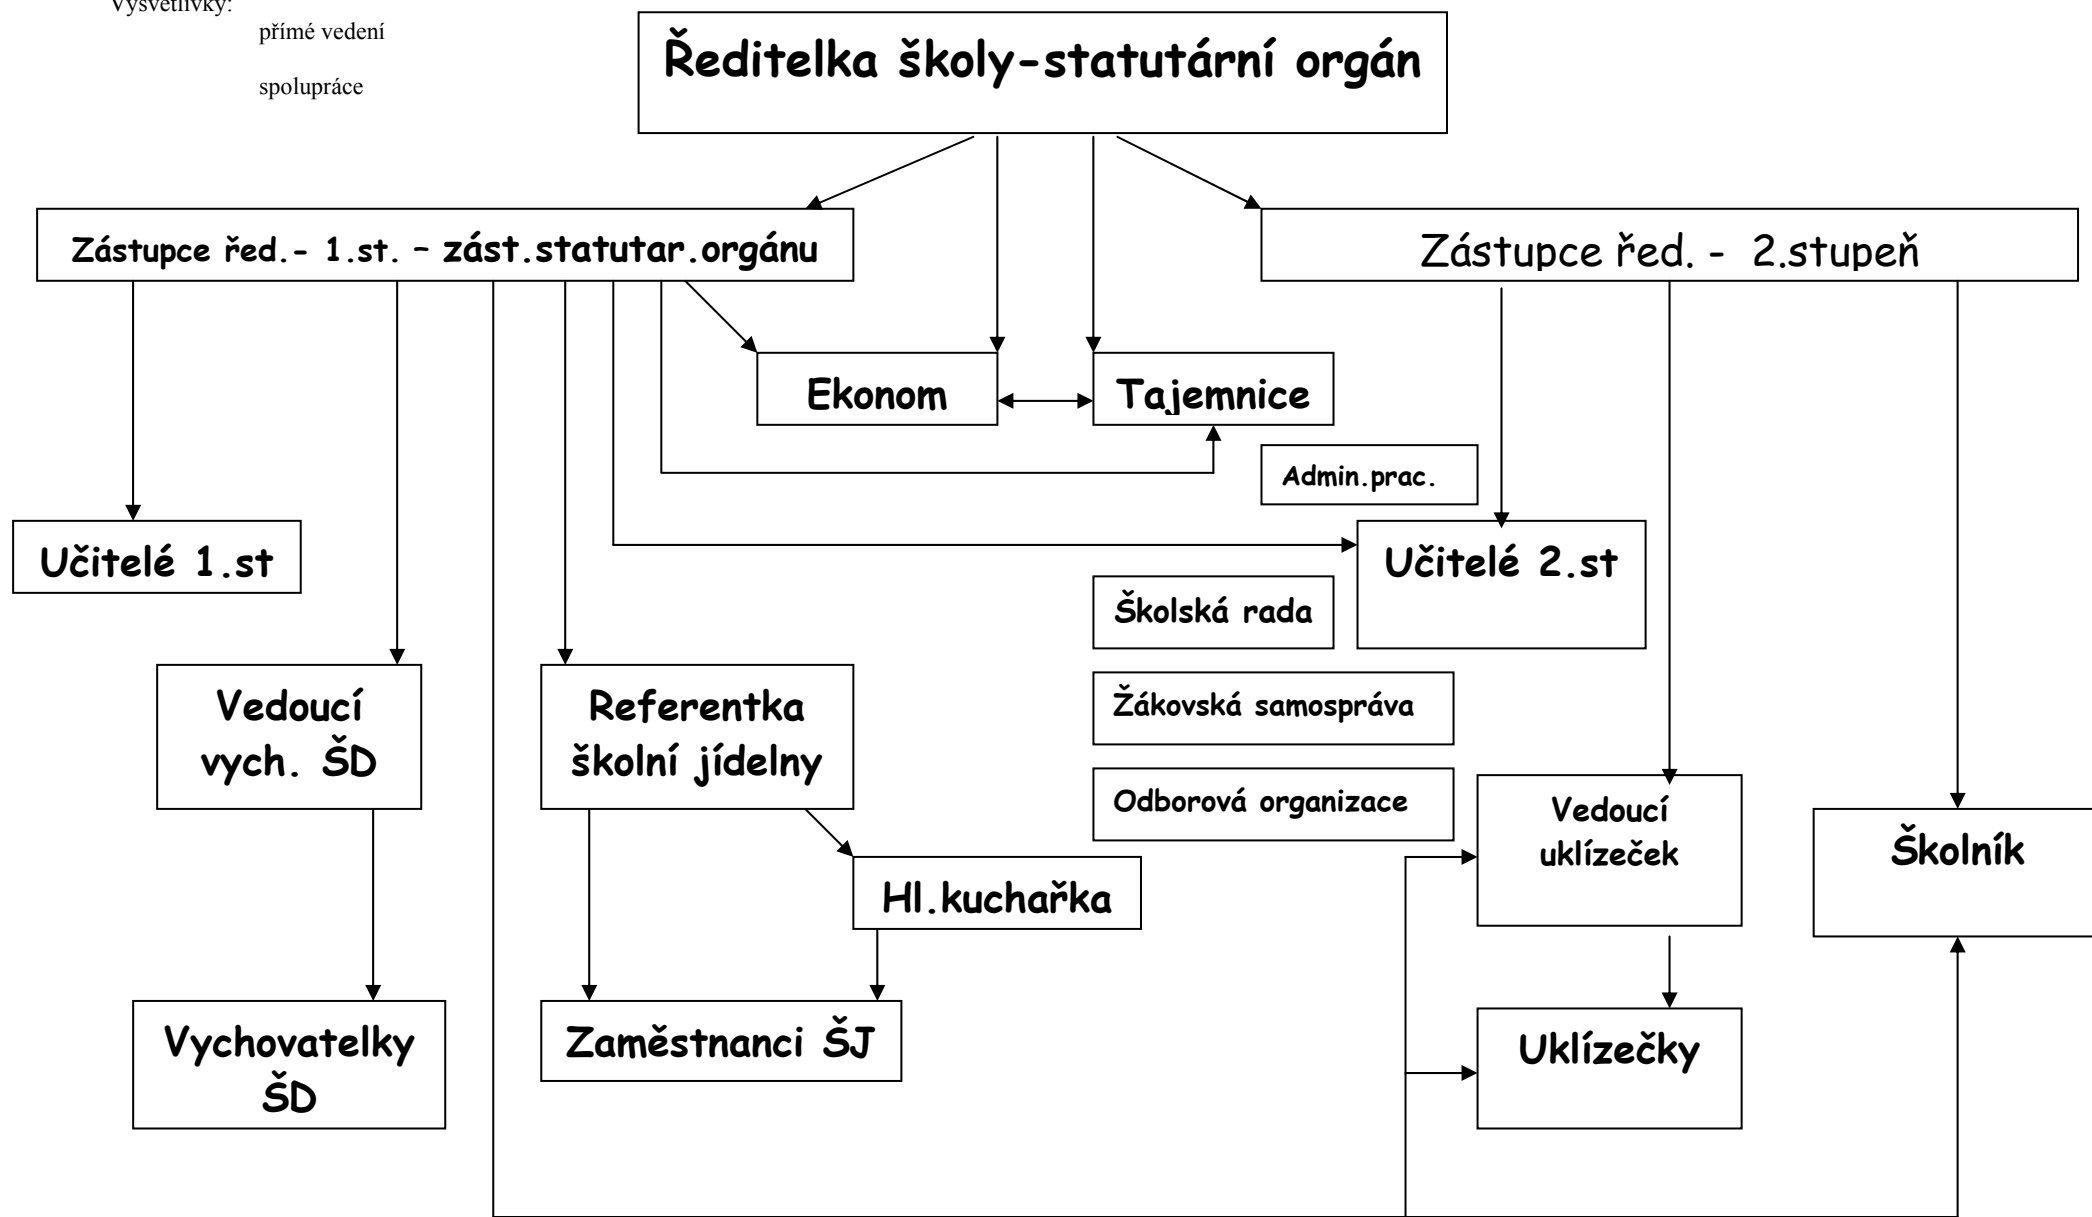 Vysvětlivky:
přímé vedení
spolupráce
Ředitelka školy-statutární orgán
Zástupce řed.- 1.st. – zást.statutar.orgánu
Zástupce řed. - 2.stupeň
Ekonom
Tajemnice
Admin.prac.
Učitelé 1.st
Učitelé 2.st
Školská rada
Vedoucí
vych. ŠD
Referentka
školní jídelny
Žákovská samospráva
Odborová organizace
Vedoucí
uklízeček
Školník
Hl.kuchařka
Vychovatelky
ŠD
Zaměstnanci ŠJ
Uklízečky